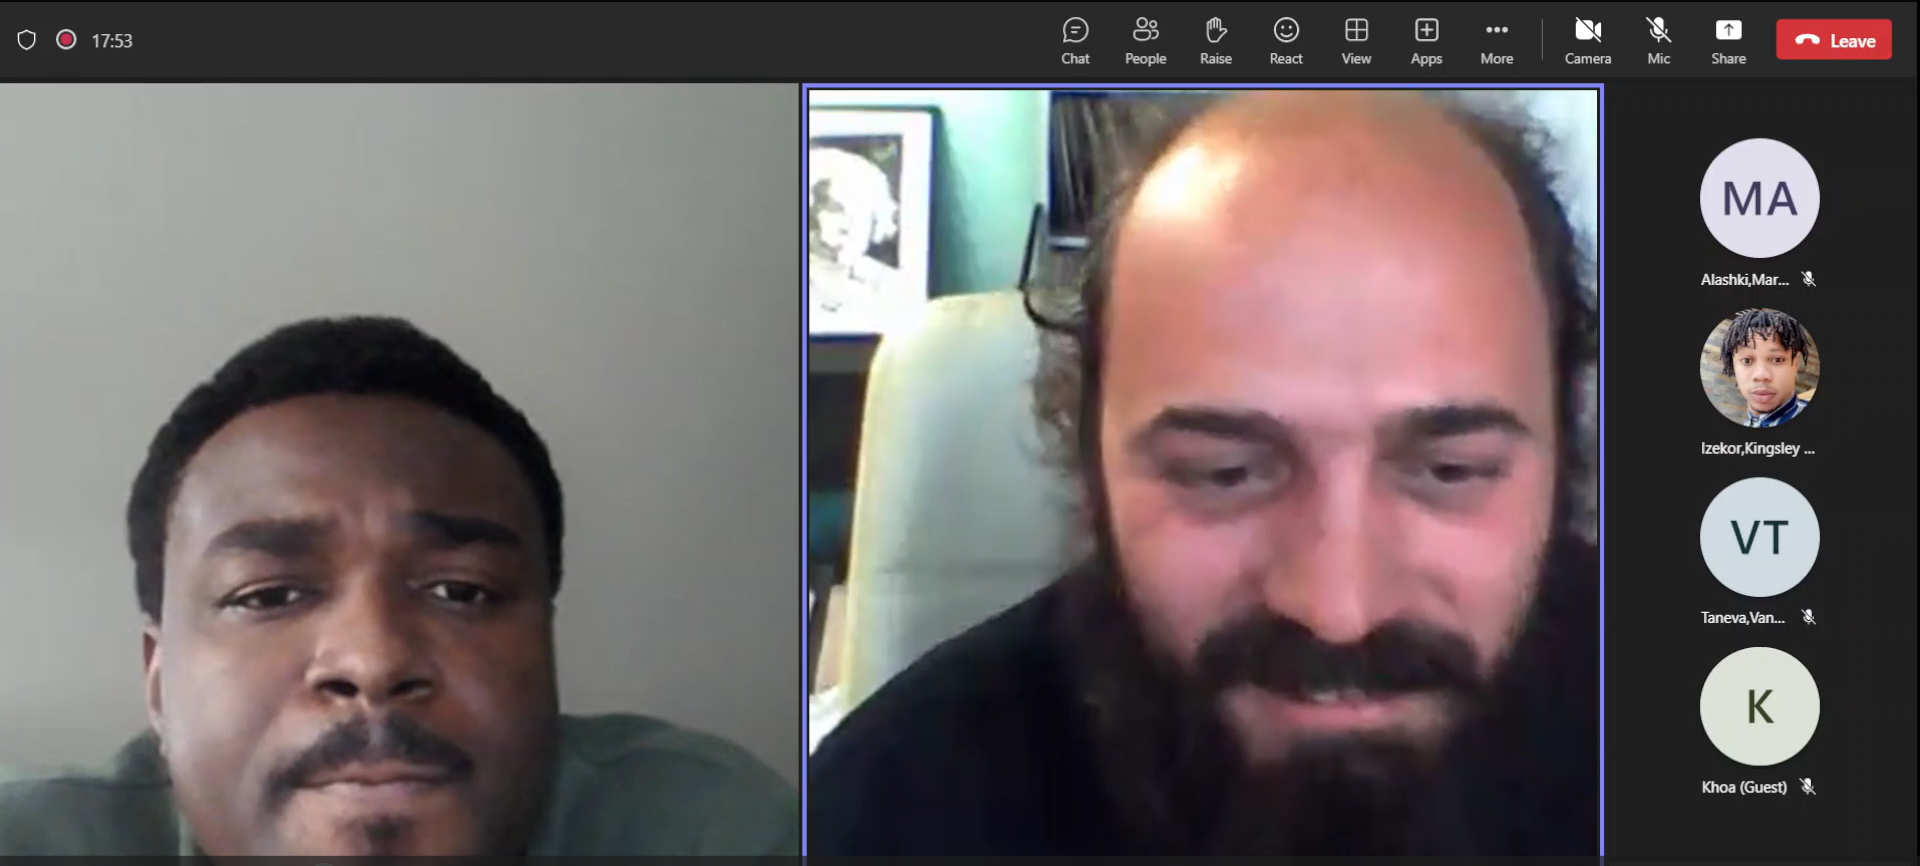 17:53
Chat
People
Raise
React
View
Apps
More
Camera
Mic
Share
Leave
MA
Alashki,Mar...
Izekor,Kingsley ...
VT
Taneva,Van...
K
Khoa (Guest)